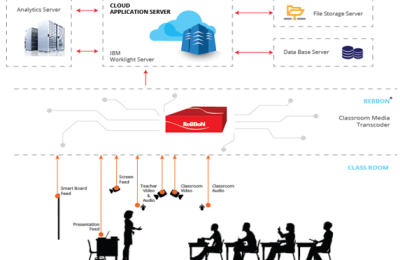 Analytics Server
CLOUD
APPLICATION SERVER
IBM
Worklight Server
File Storage Server
Data Base Server
REBBON
Classroom Media
Transcoder
ReBBoN
CLASS ROOM
Smart Board
Feed
Presentation
Feed
Screen
Feed
Teacher
Video
&
Audio
Classroom
Video
Classroom
Audio